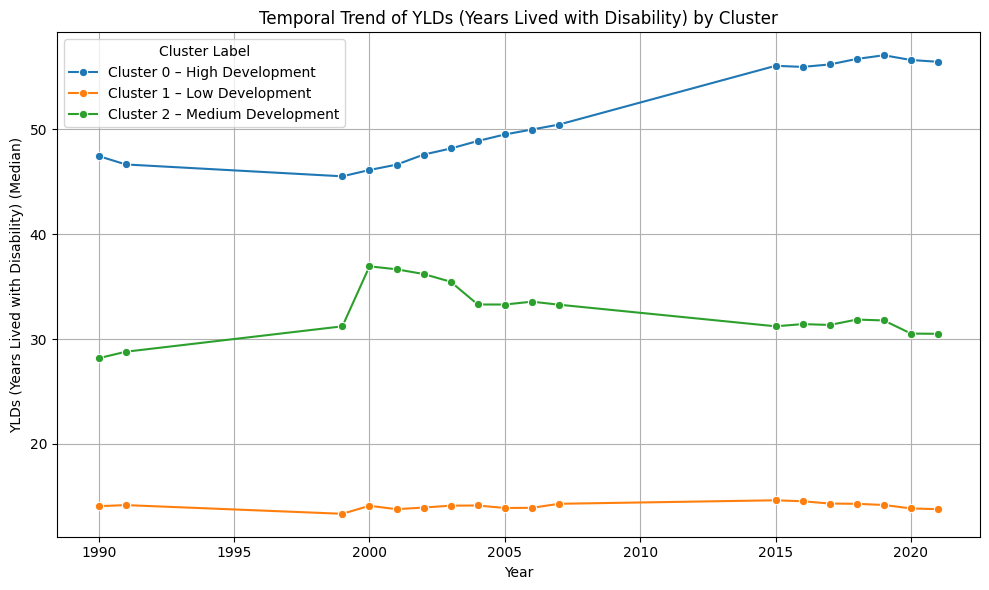 Temporal Trend of YLDs (Years Lived with Disability) by Cluster
Cluster Label
Cluster 0 – High Development
Cluster 1 – Low Development
Cluster 2 – Medium Development
YLDs (Years Lived with Disability) (Median)
50
40
30
20
1990 1995 2000 2005 2010 2015 2020
Year